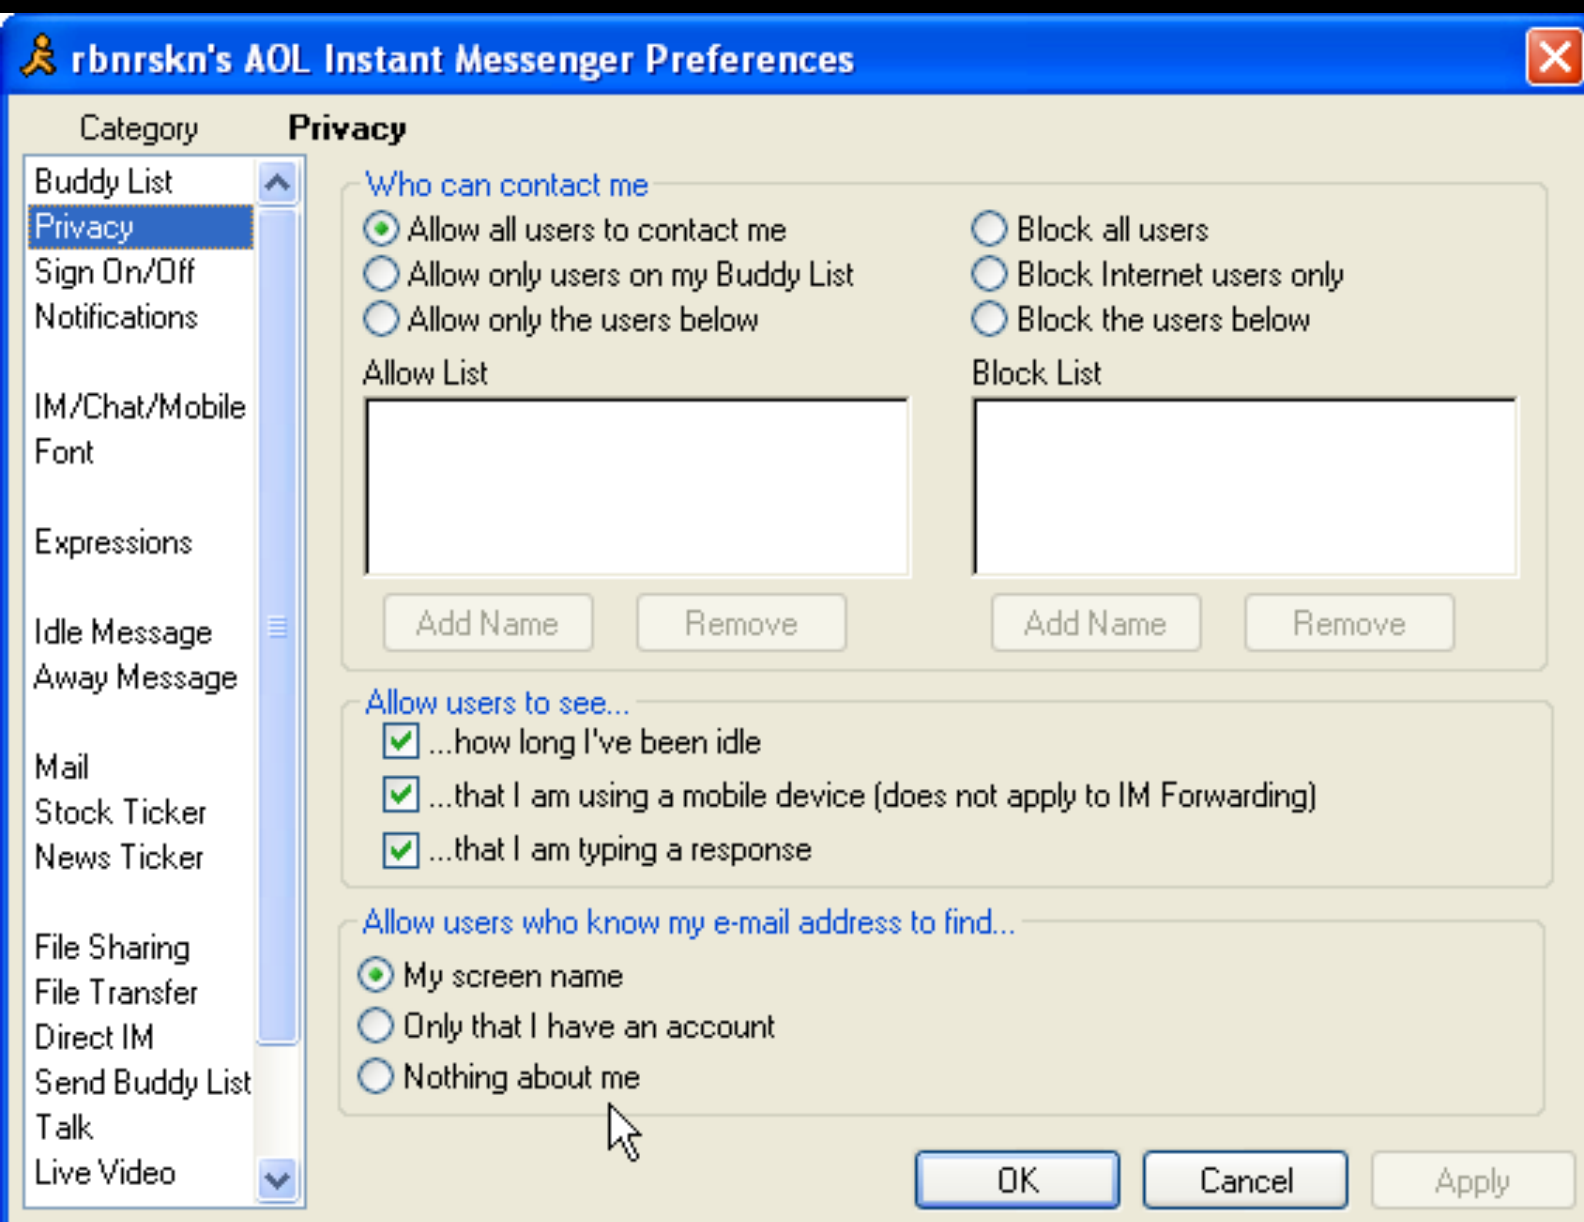 rbnrskn's AOL Instant Messenger Preferences
Category
Privacy
Buddy List
Privacy
Sign On/Off
Notifications
IM/Chat/Mobile
Font
Expressions
Idle Message
Away Message
Mail
Stock Ticker
News Ticker
File Sharing
File Transfer
Direct IM
Send Buddy List
Talk
Live Video
Who can contact me
Allow all users to contact me
Allow only users on my Buddy List
Allow only the users below
Block all users
Block Internet users only
Block the users below
Allow List
Block List
Add Name
Remove
Add Name
Remove
Allow users to see...
...how long I've been idle
...that I am using a mobile device (does not apply to IM Forwarding)
...that I am typing a response
Allow users who know my e-mail address to find...
My screen name
Only that I have an account
Nothing about me
OK
Cancel
Apply